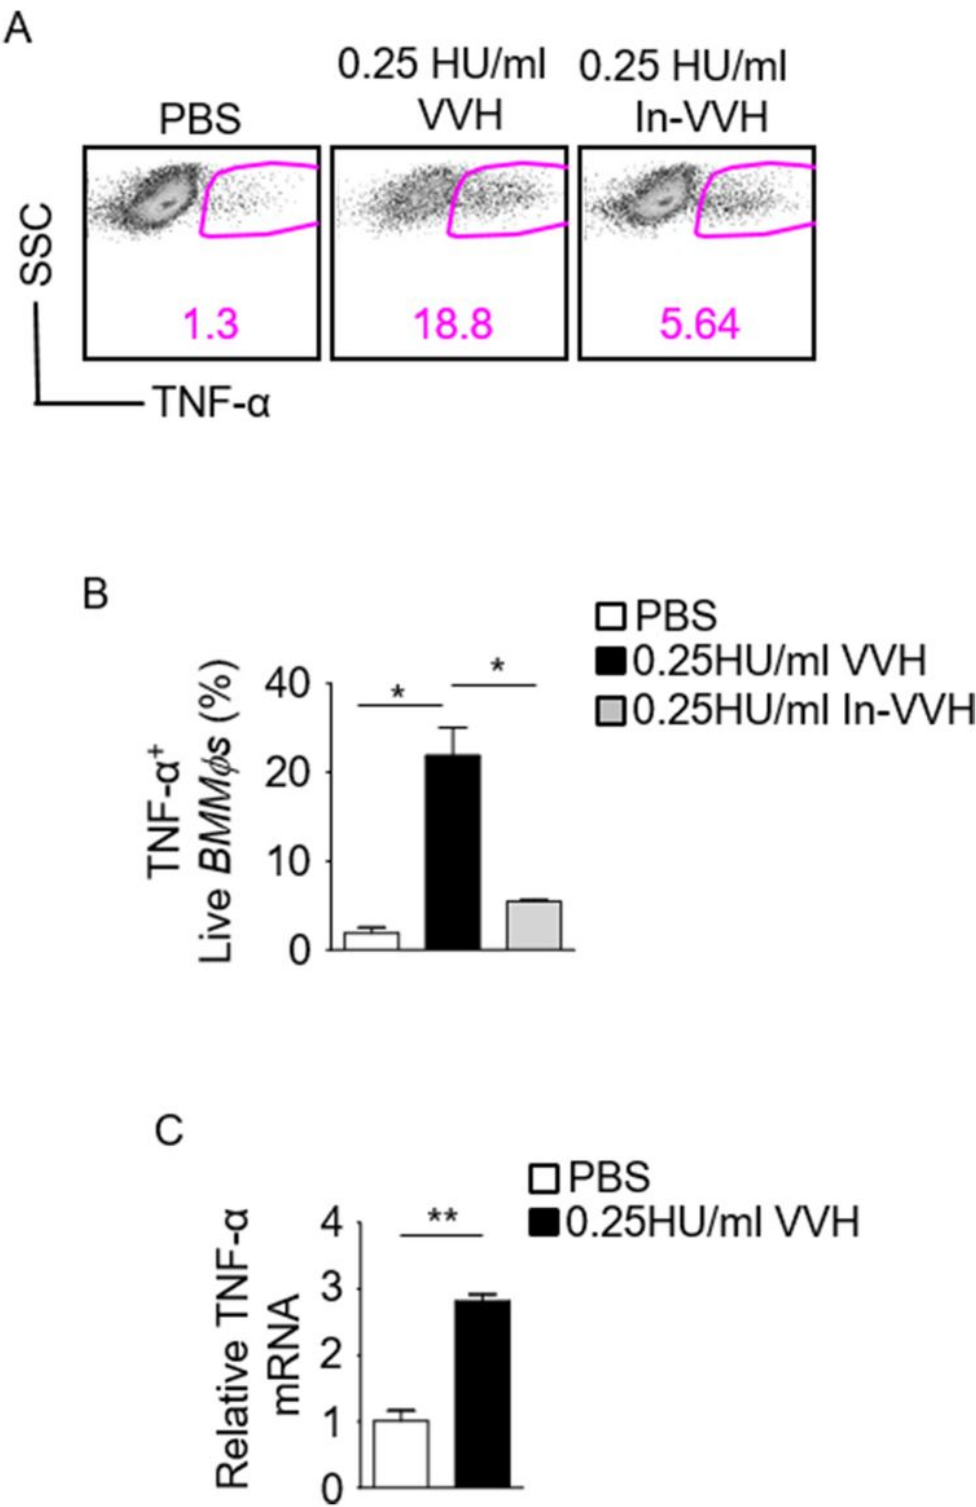 A
PBS
0.25 HU/ml
VVH
0.25 HU/ml
In-VVH
SSC
1.3
18.8
5.64
TNF-α
B
PBS
0.25HU/ml VVH
0.25HU/ml In-VVH
TNF-α⁺
Live BMMϕs (%)
40
20
10
0
*
*
C
PBS
0.25HU/ml VVH
Relative TNF-α
mRNA
4
3
2
1
0
**